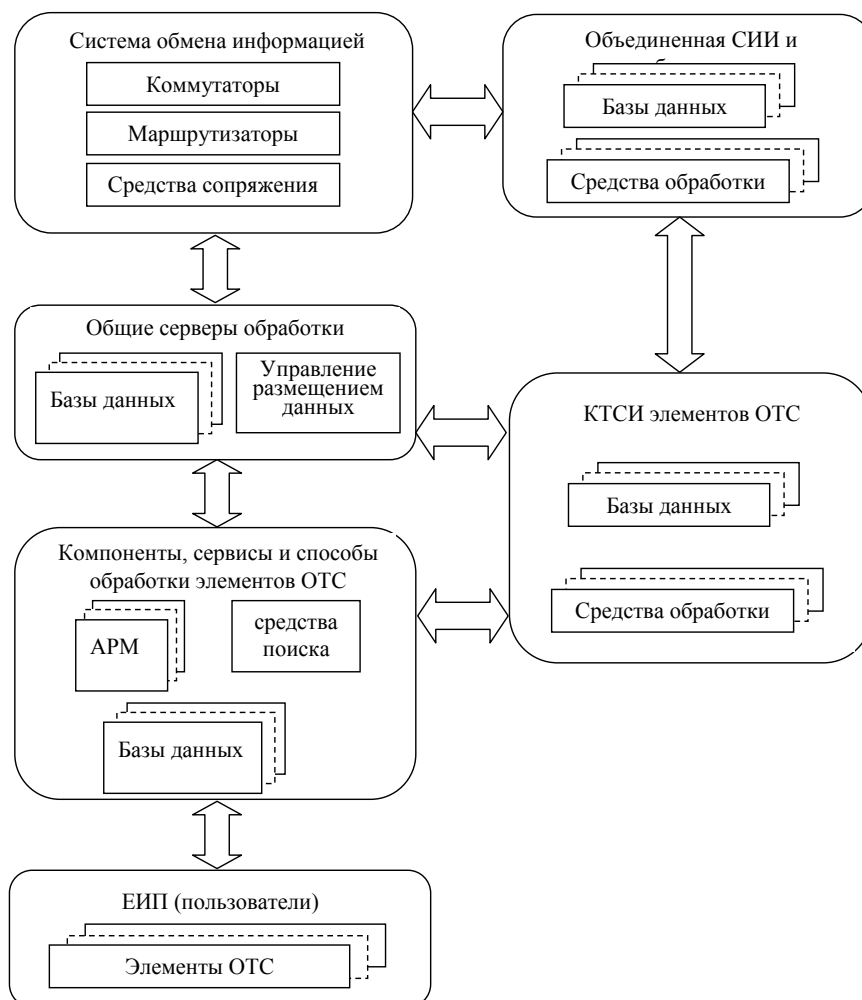 Система обмена информацией
Коммутаторы
Маршрутизаторы
Средства сопряжения
Объединенная СИИ и
Базы данных
Средства обработки
Общие серверы обработки
Базы данных
Управление
размещением
данных
КТСИ элементов ОТС
Базы данных
Средства обработки
Компоненты, сервисы и способы
обработки элементов ОТС
АРМ
средства
поиска
Базы данных
ЕИП (пользователи)
Элементы ОТС